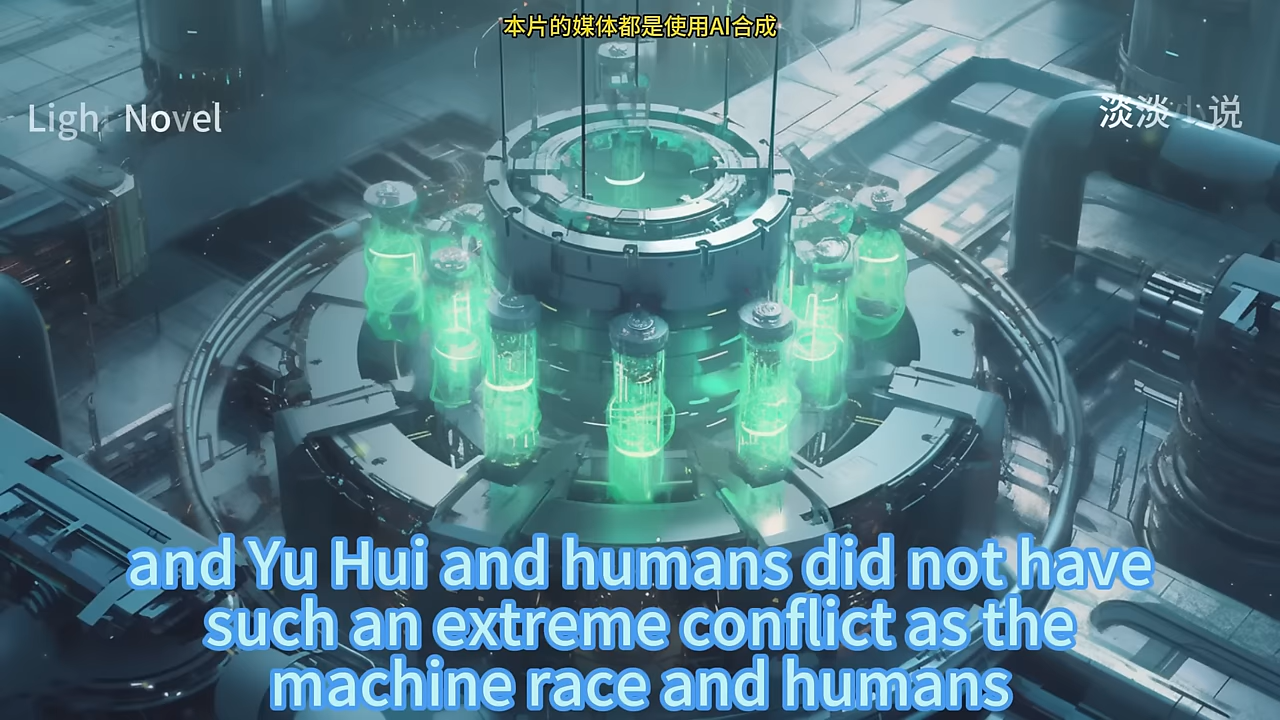 本片的媒体都是使用AI合成
Light Novel
淡淡小说
and Yu Hui and humans did not have
such an extreme conflict as the
machine race and humans